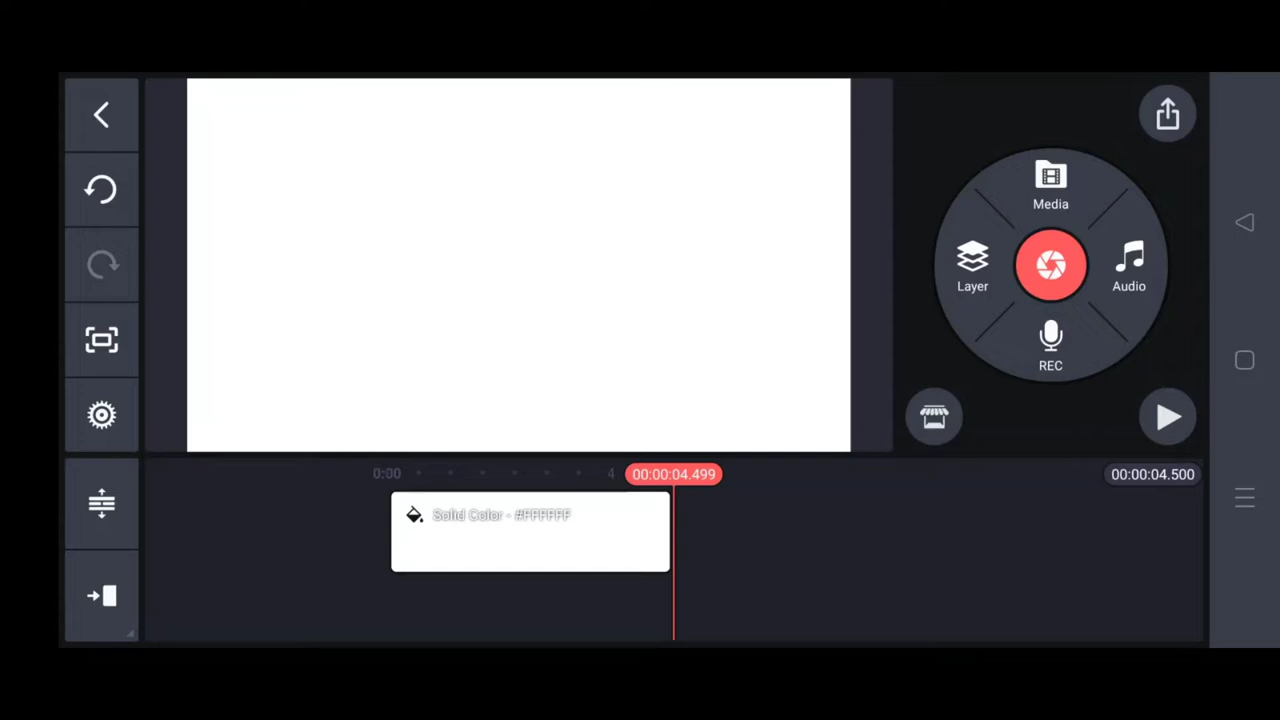 Media
Layer
Audio
REC
0:00
4
00:00:04.499
00:00:04.500
Solid Color - #FFFFFF